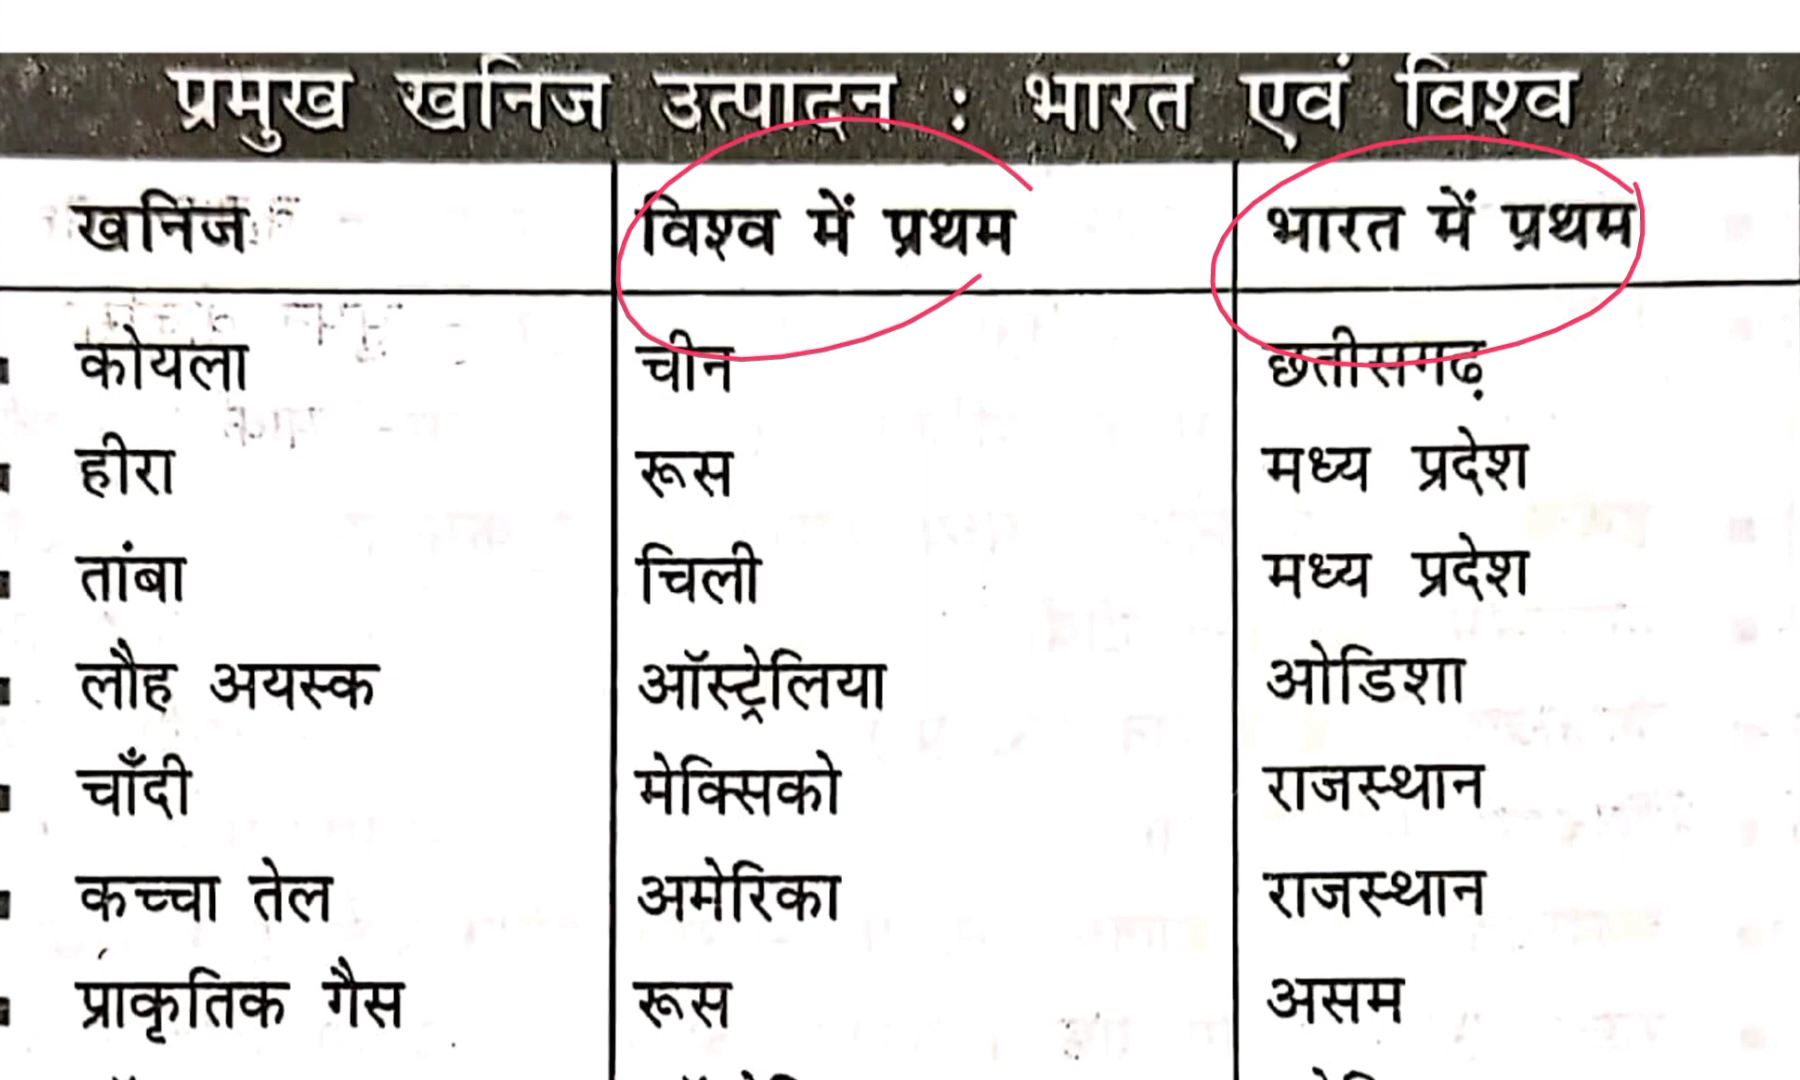 प्रमुख खनिज उत्पादन : भारत एवं विश्व
खनिज विश्व में प्रथम भारत में प्रथम
कोयला चीन छत्तीसगढ़
हीरा रूस मध्य प्रदेश
तांबा चिली मध्य प्रदेश
लौह अयस्क ऑस्ट्रेलिया ओडिशा
चाँदी मेक्सिको राजस्थान
कच्चा तेल अमेरिका राजस्थान
प्राकृतिक गैस रूस असम